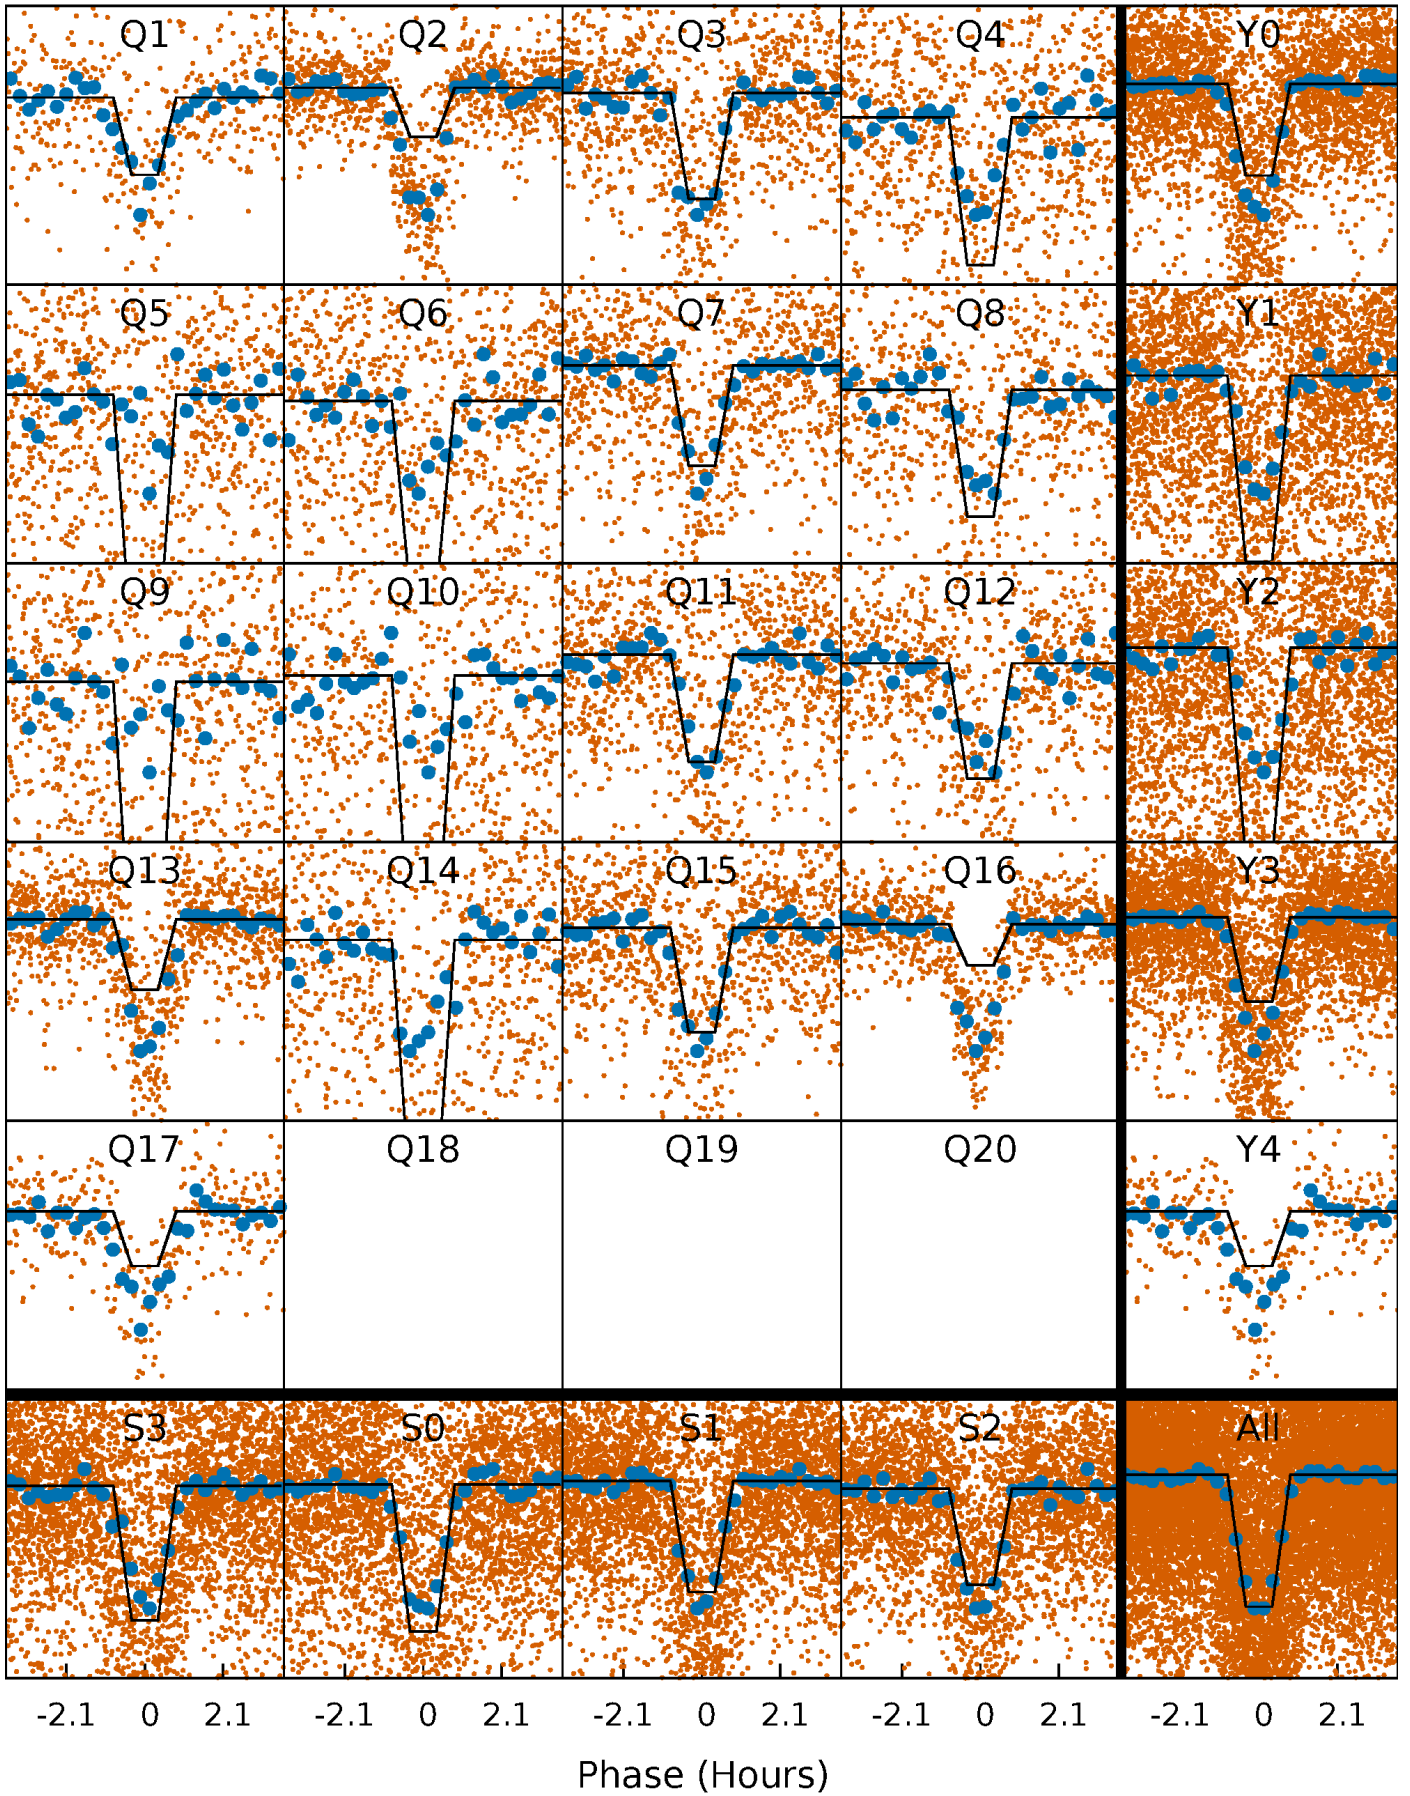 Q1 Q2 Q3 Q4 Y0
Q5 Q6 Q7 Q8 Y1
Q9 Q10 Q11 Q12 Y2
Q13 Q14 Q15 Q16 Y3
Q17 Q18 Q19 Q20 Y4
S3 S0 S1 S2 All
-2.1 0 2.1 -2.1 0 2.1 -2.1 0 2.1 -2.1 0 2.1 -2.1 0 2.1
Phase (Hours)